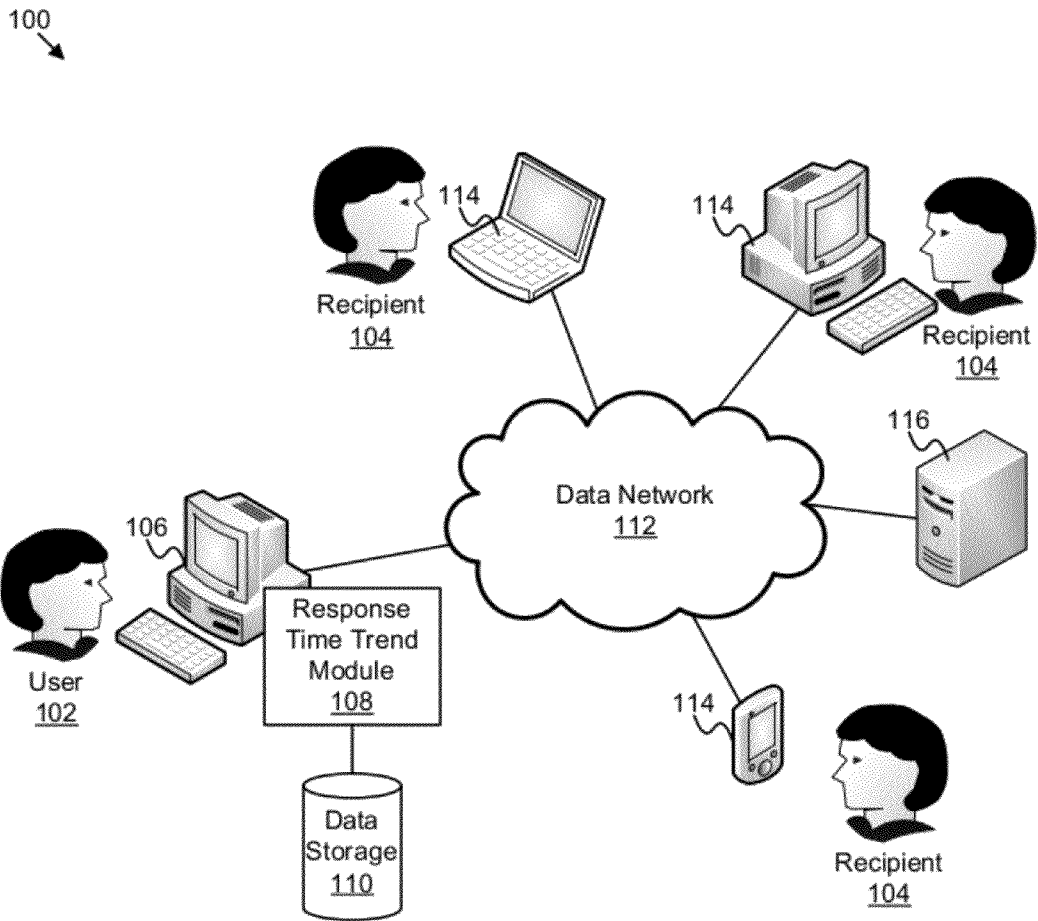 100
114
Recipient
104
114
Recipient
104
116
Data Network
112
106
User
102
Response
Time Trend
Module
108
114
Data
Storage
110
Recipient
104